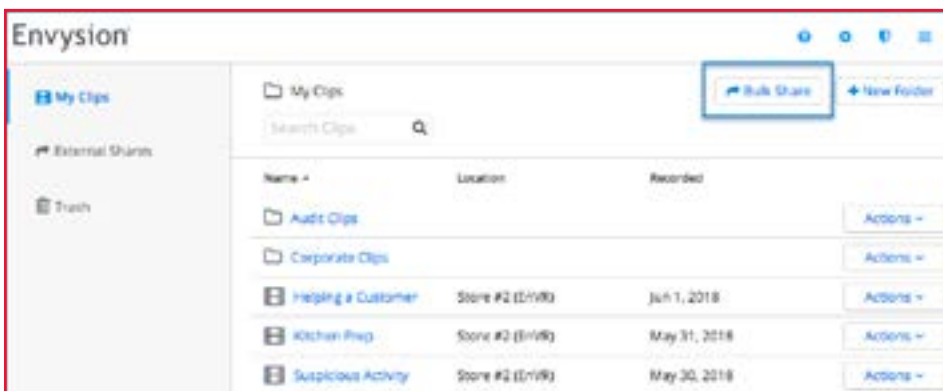 Envysion
My Clips
External Shares
Trash
My Clips
Bulk Share
New Folder
Search Clips
Name Location Recorded
Audit Clips Actions
Corporate Clips Actions
Helping a Customer Store #2 (EnVR) Jun 1, 2018 Actions
Kitchen Prep Store #2 (EnVR) May 31, 2018 Actions
Suspicious Activity Store #2 (EnVR) May 30, 2018 Actions